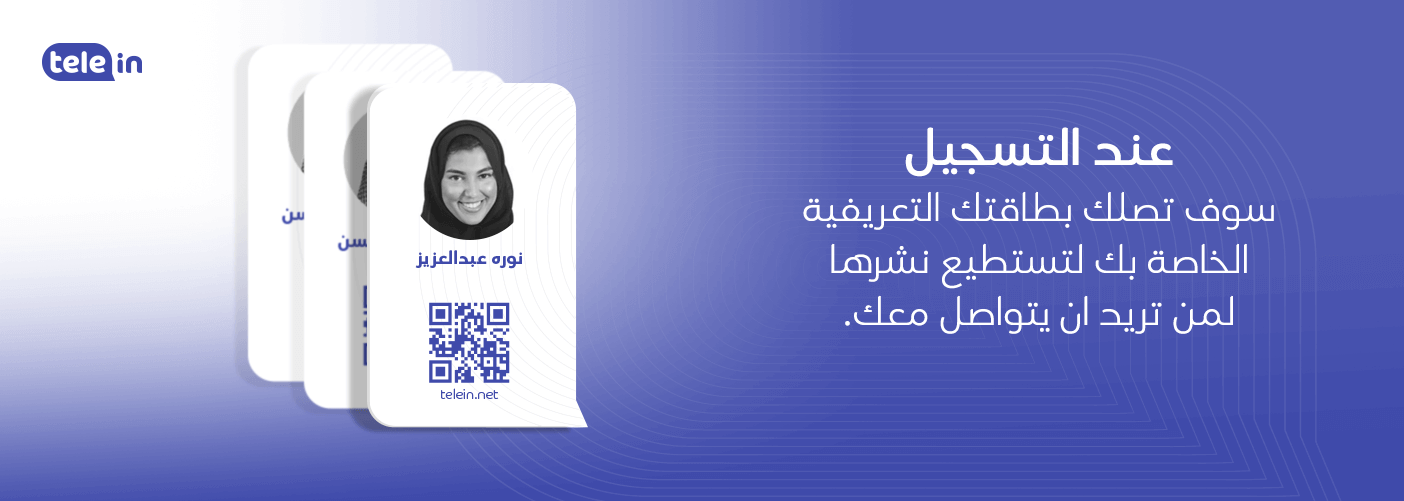 telein
عند التسجيل
سوف تصلك بطاقتك التعريفية
الخاصة بك لتستطيع نشرها
لمن تريد ان يتواصل معك.
نوره عبدالعزيز
telein.net